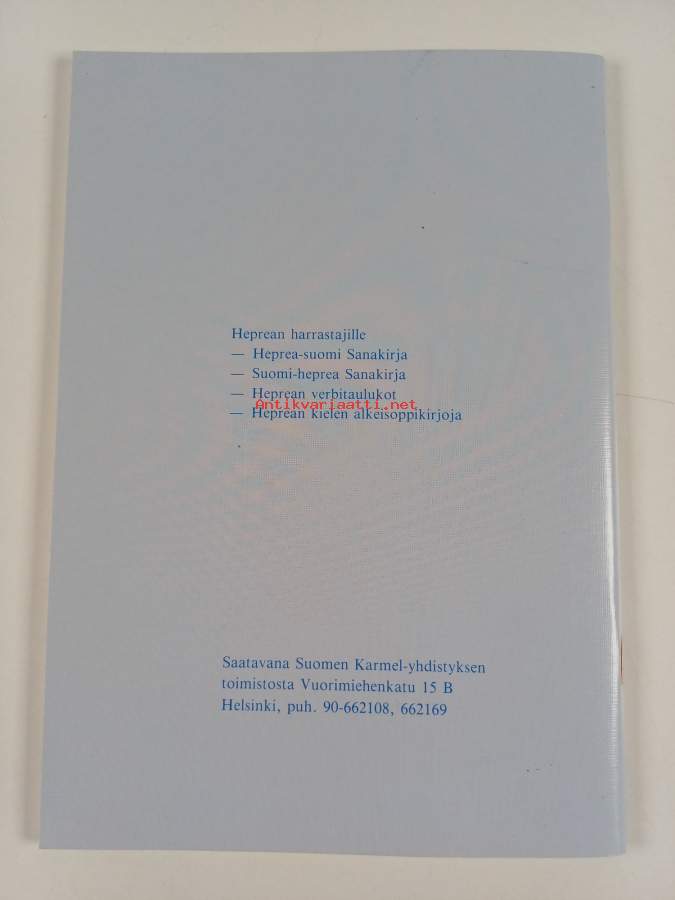 Heprean harrastajille
— Heprea-suomi Sanakirja
— Suomi-heprea Sanakirja
— Heprean verbitaulukot
Antikvariaatti.net
— Heprean kielen alkeisoppikirjoja
Saatavana Suomen Karmel-yhdistyksen
toimistosta Vuorimiehenkatu 15 B
Helsinki, puh. 90-662108, 662169